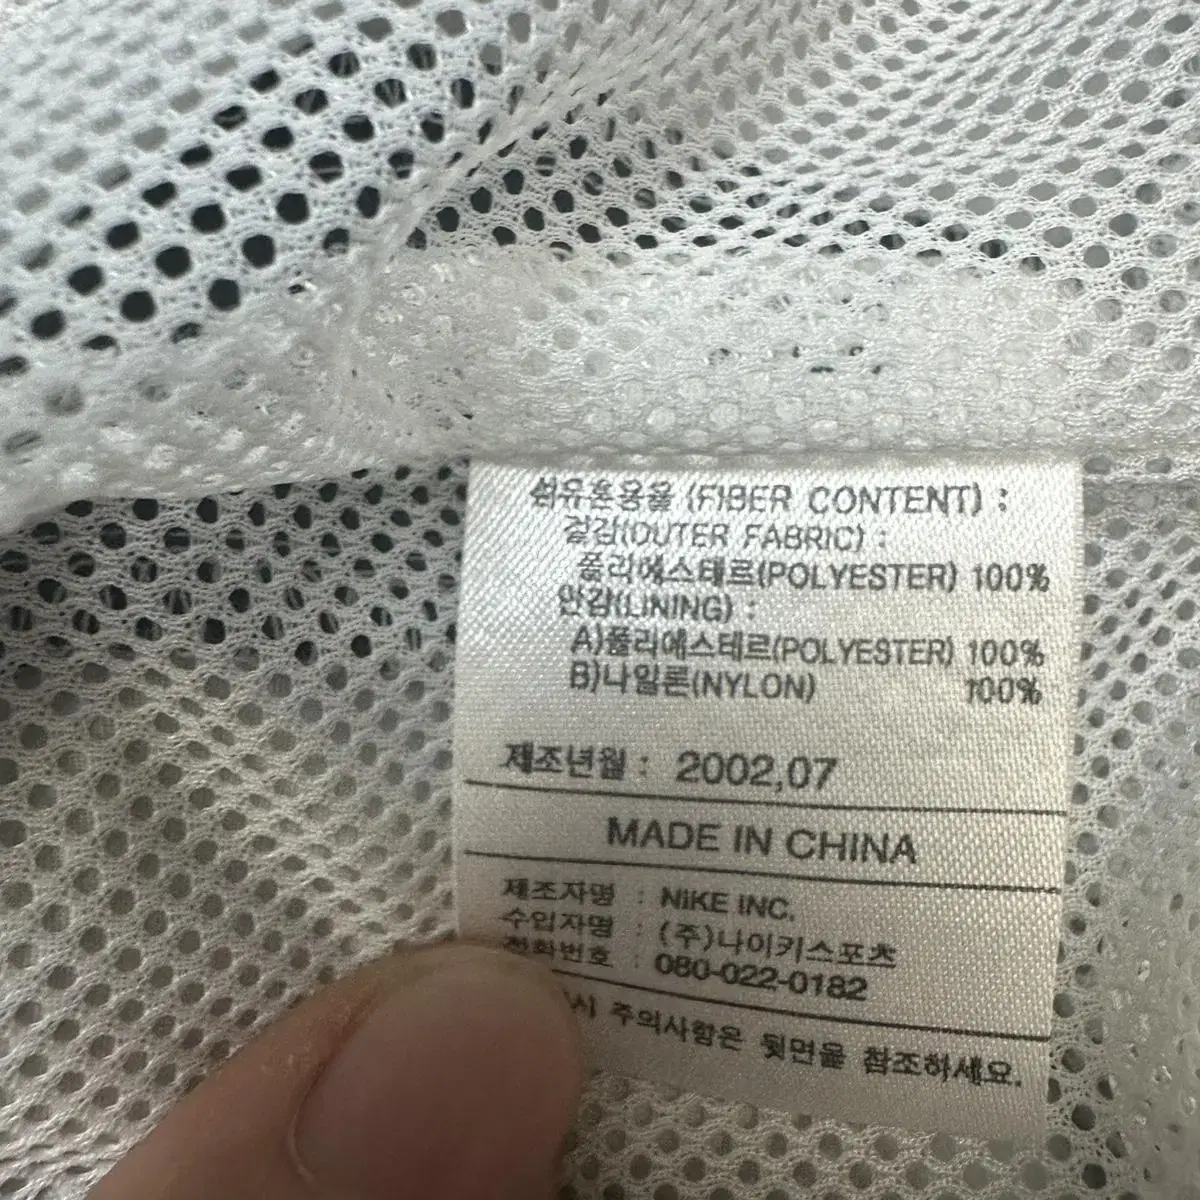 섬유혼용율 (FIBER CONTENT) :
겉감(OUTER FABRIC) :
폴리에스테르(POLYESTER) 100%
안감(LINING) :
A)폴리에스테르(POLYESTER) 100%
B)나일론(NYLON) 100%
제조년월 : 2002,07
MADE IN CHINA
제조자명 : NIKE INC.
수입자명 : (주)나이키스포츠
전화번호 : 080-022-0182
주의사항은 뒷면을 참조하세요.